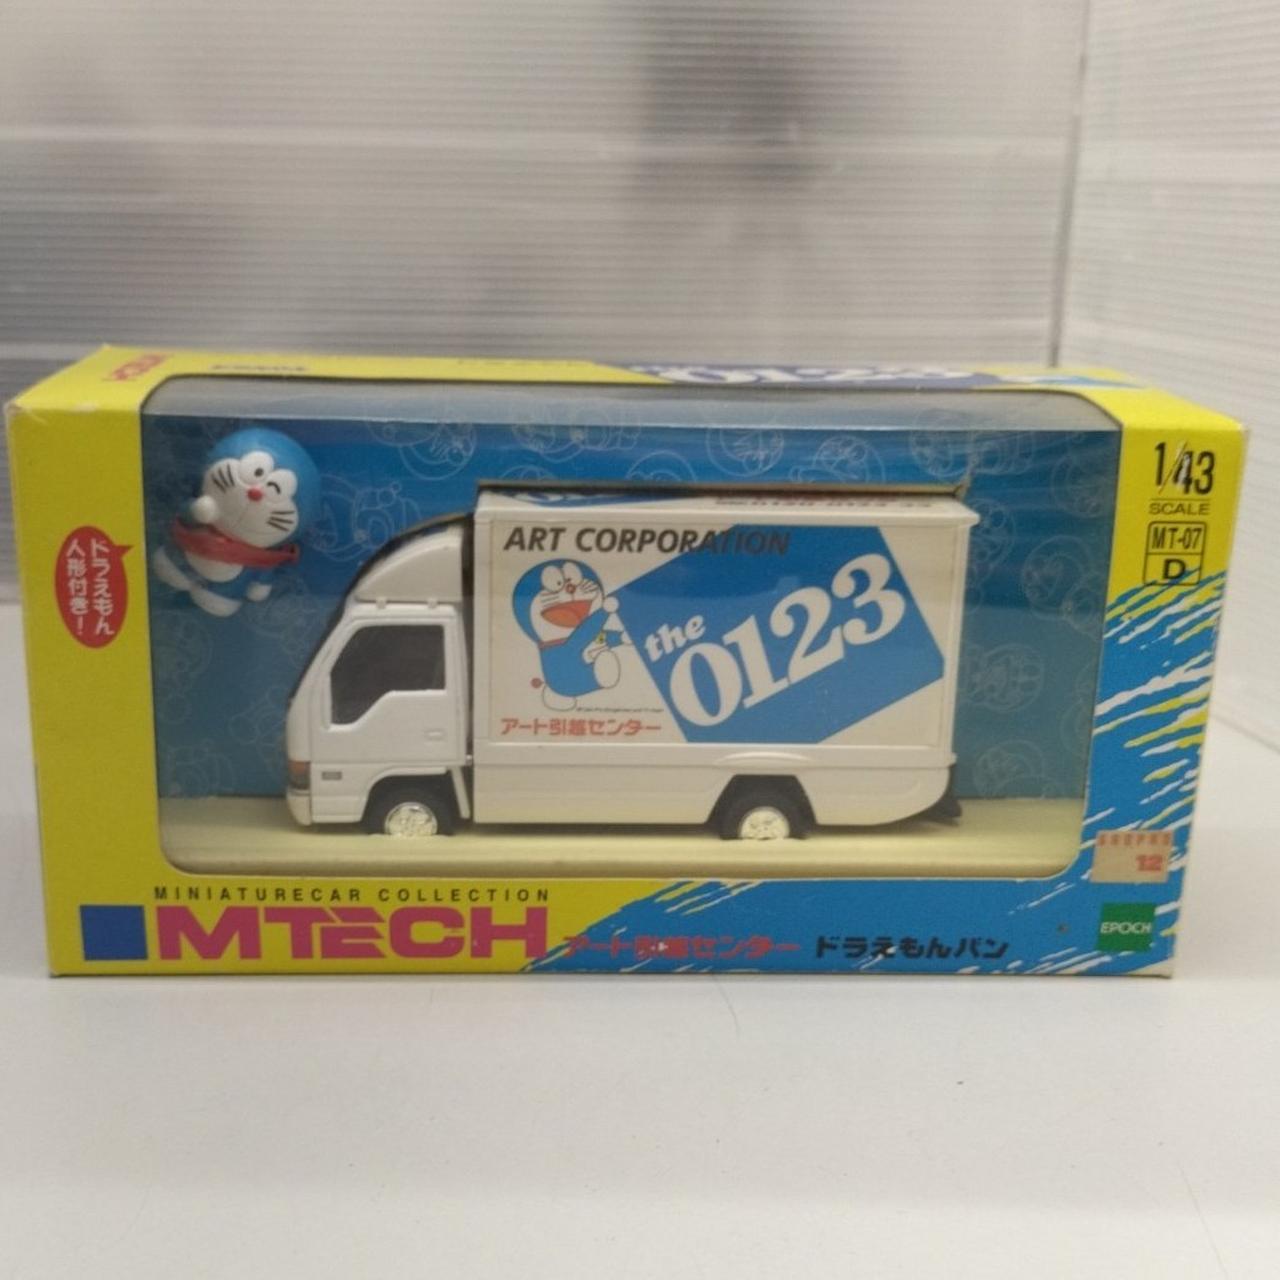 1/43
SCALE
MT-07
D
ドラえもん
人形付き!
ART CORPORATION
the
0123
アート引越センター
12
MINIATURECAR COLLECTION
MTECH
アート引越センター ドラえもんバン
EPOCH